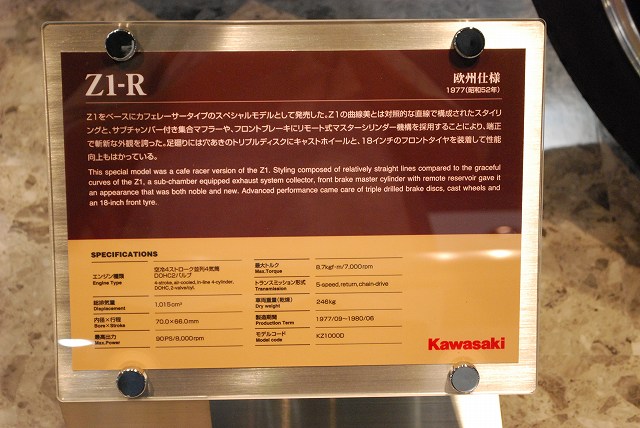 Z1-R
欧州仕様
1977(昭和52年)
Z1をベースにカフェレーサータイプのスペシャルモデルとして発売した。Z1の曲線美とは対照的な直線で構成されたスタイリ
ングと、サブチャンバー付き集合マフラーや、フロントブレーキにリモート式マスターシリンダー機構を採用することにより、端正
で斬新な外観を誇った。足廻りには穴あきのトリプルディスクにキャストホイールと、18インチのフロントタイヤを装着して性能
向上もはかっている。
This special model was a cafe racer version of the Z1. Styling composed of relatively straight lines compared to the graceful
curves of the Z1, a sub-chamber equipped exhaust system collector, front brake master cylinder with remote reservoir gave it
an appearance that was both noble and new. Advanced performance came care of triple drilled brake discs, cast wheels and
an 18-inch front tyre.
SPECIFICATIONS
エンジン種類
Engine Type
空冷4ストローク並列4気筒
DOHC2バルブ
4-stroke, air-cooled, in-line 4-cylinder,
DOHC, 2-valve/cyl.
総排気量
Displacement
1,015cm³
内径×行程
Bore×Stroke
70.0×66.0mm
最高出力
Max.Power
90PS/8,000rpm
最大トルク
Max.Torque
8.7kgf-m/7,000rpm
トランスミッション形式
Transmission
5-speed, return, chain-drive
車両重量(乾燥)
Dry weight
246kg
製造期間
Production Term
1977/09~1980/06
モデルコード
Model code
KZ1000D
Kawasaki